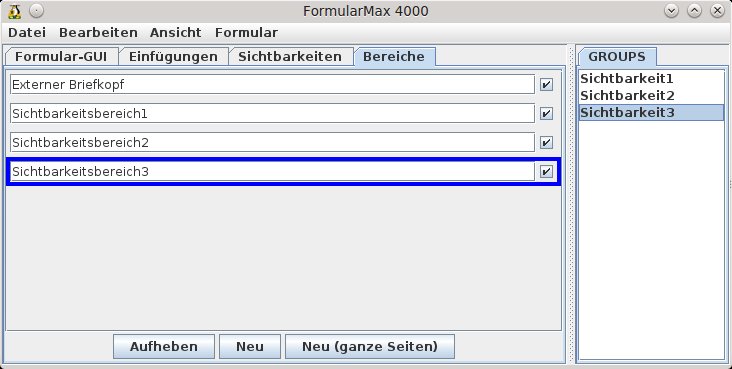 FormularMax 4000
Datei Bearbeiten Ansicht Formular
Formular-GUI Einfügungen Sichtbarkeiten Bereiche
Externer Briefkopf
Sichtbarkeitsbereich1
Sichtbarkeitsbereich2
Sichtbarkeitsbereich3
Aufheben Neu Neu (ganze Seiten)
GROUPS
Sichtbarkeit1
Sichtbarkeit2
Sichtbarkeit3